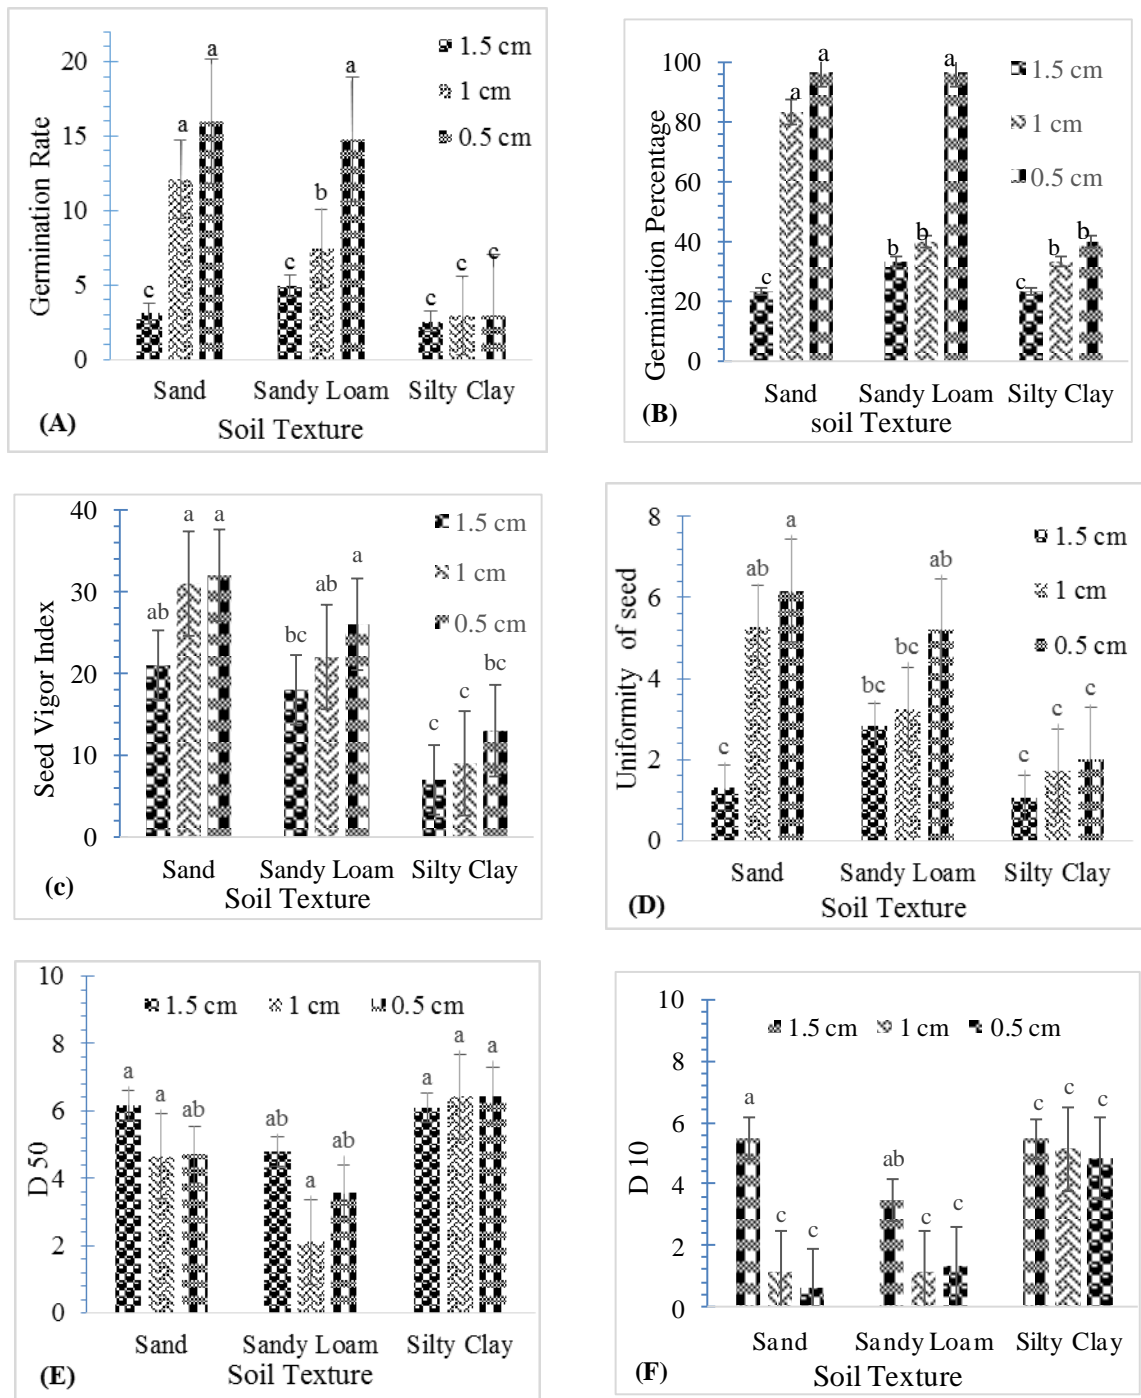 20
15
10
5
0
Germination Rate
a
a
c
a
b
c
c
c
c
1.5 cm
1 cm
0.5 cm
Sand
Sandy Loam
Silty Clay
Soil Texture
(A)
100
80
60
40
20
0
Germination Percentage
a
a
c
a
b
b
b
b
c
1.5 cm
1 cm
0.5 cm
Sand
Sandy Loam
Silty Clay
soil Texture
(B)
40
30
20
10
0
Seed Vigor Index
a
a
ab
a
ab
bc
bc
c
c
1.5 cm
1 cm
0.5 cm
Sand
Sandy Loam
Silty Clay
Soil Texture
(c)
8
6
4
2
0
Uniformity of seed
a
ab
c
ab
bc
bc
c
c
c
1.5 cm
1 cm
0.5 cm
Sand
Sandy Loam
Silty Clay
Soil Texture
(D)
10
8
6
4
2
0
D 50
1.5 cm
1 cm
0.5 cm
a
a
ab
ab
a
ab
a
a
a
Sand
Sandy Loam
Silty Clay
Soil Texture
(E)
10
8
6
4
2
0
D 10
1.5 cm
1 cm
0.5 cm
a
c
c
ab
c
c
c
c
c
Sand
Sandy Loam
Silty Clay
Soil Texture
(F)